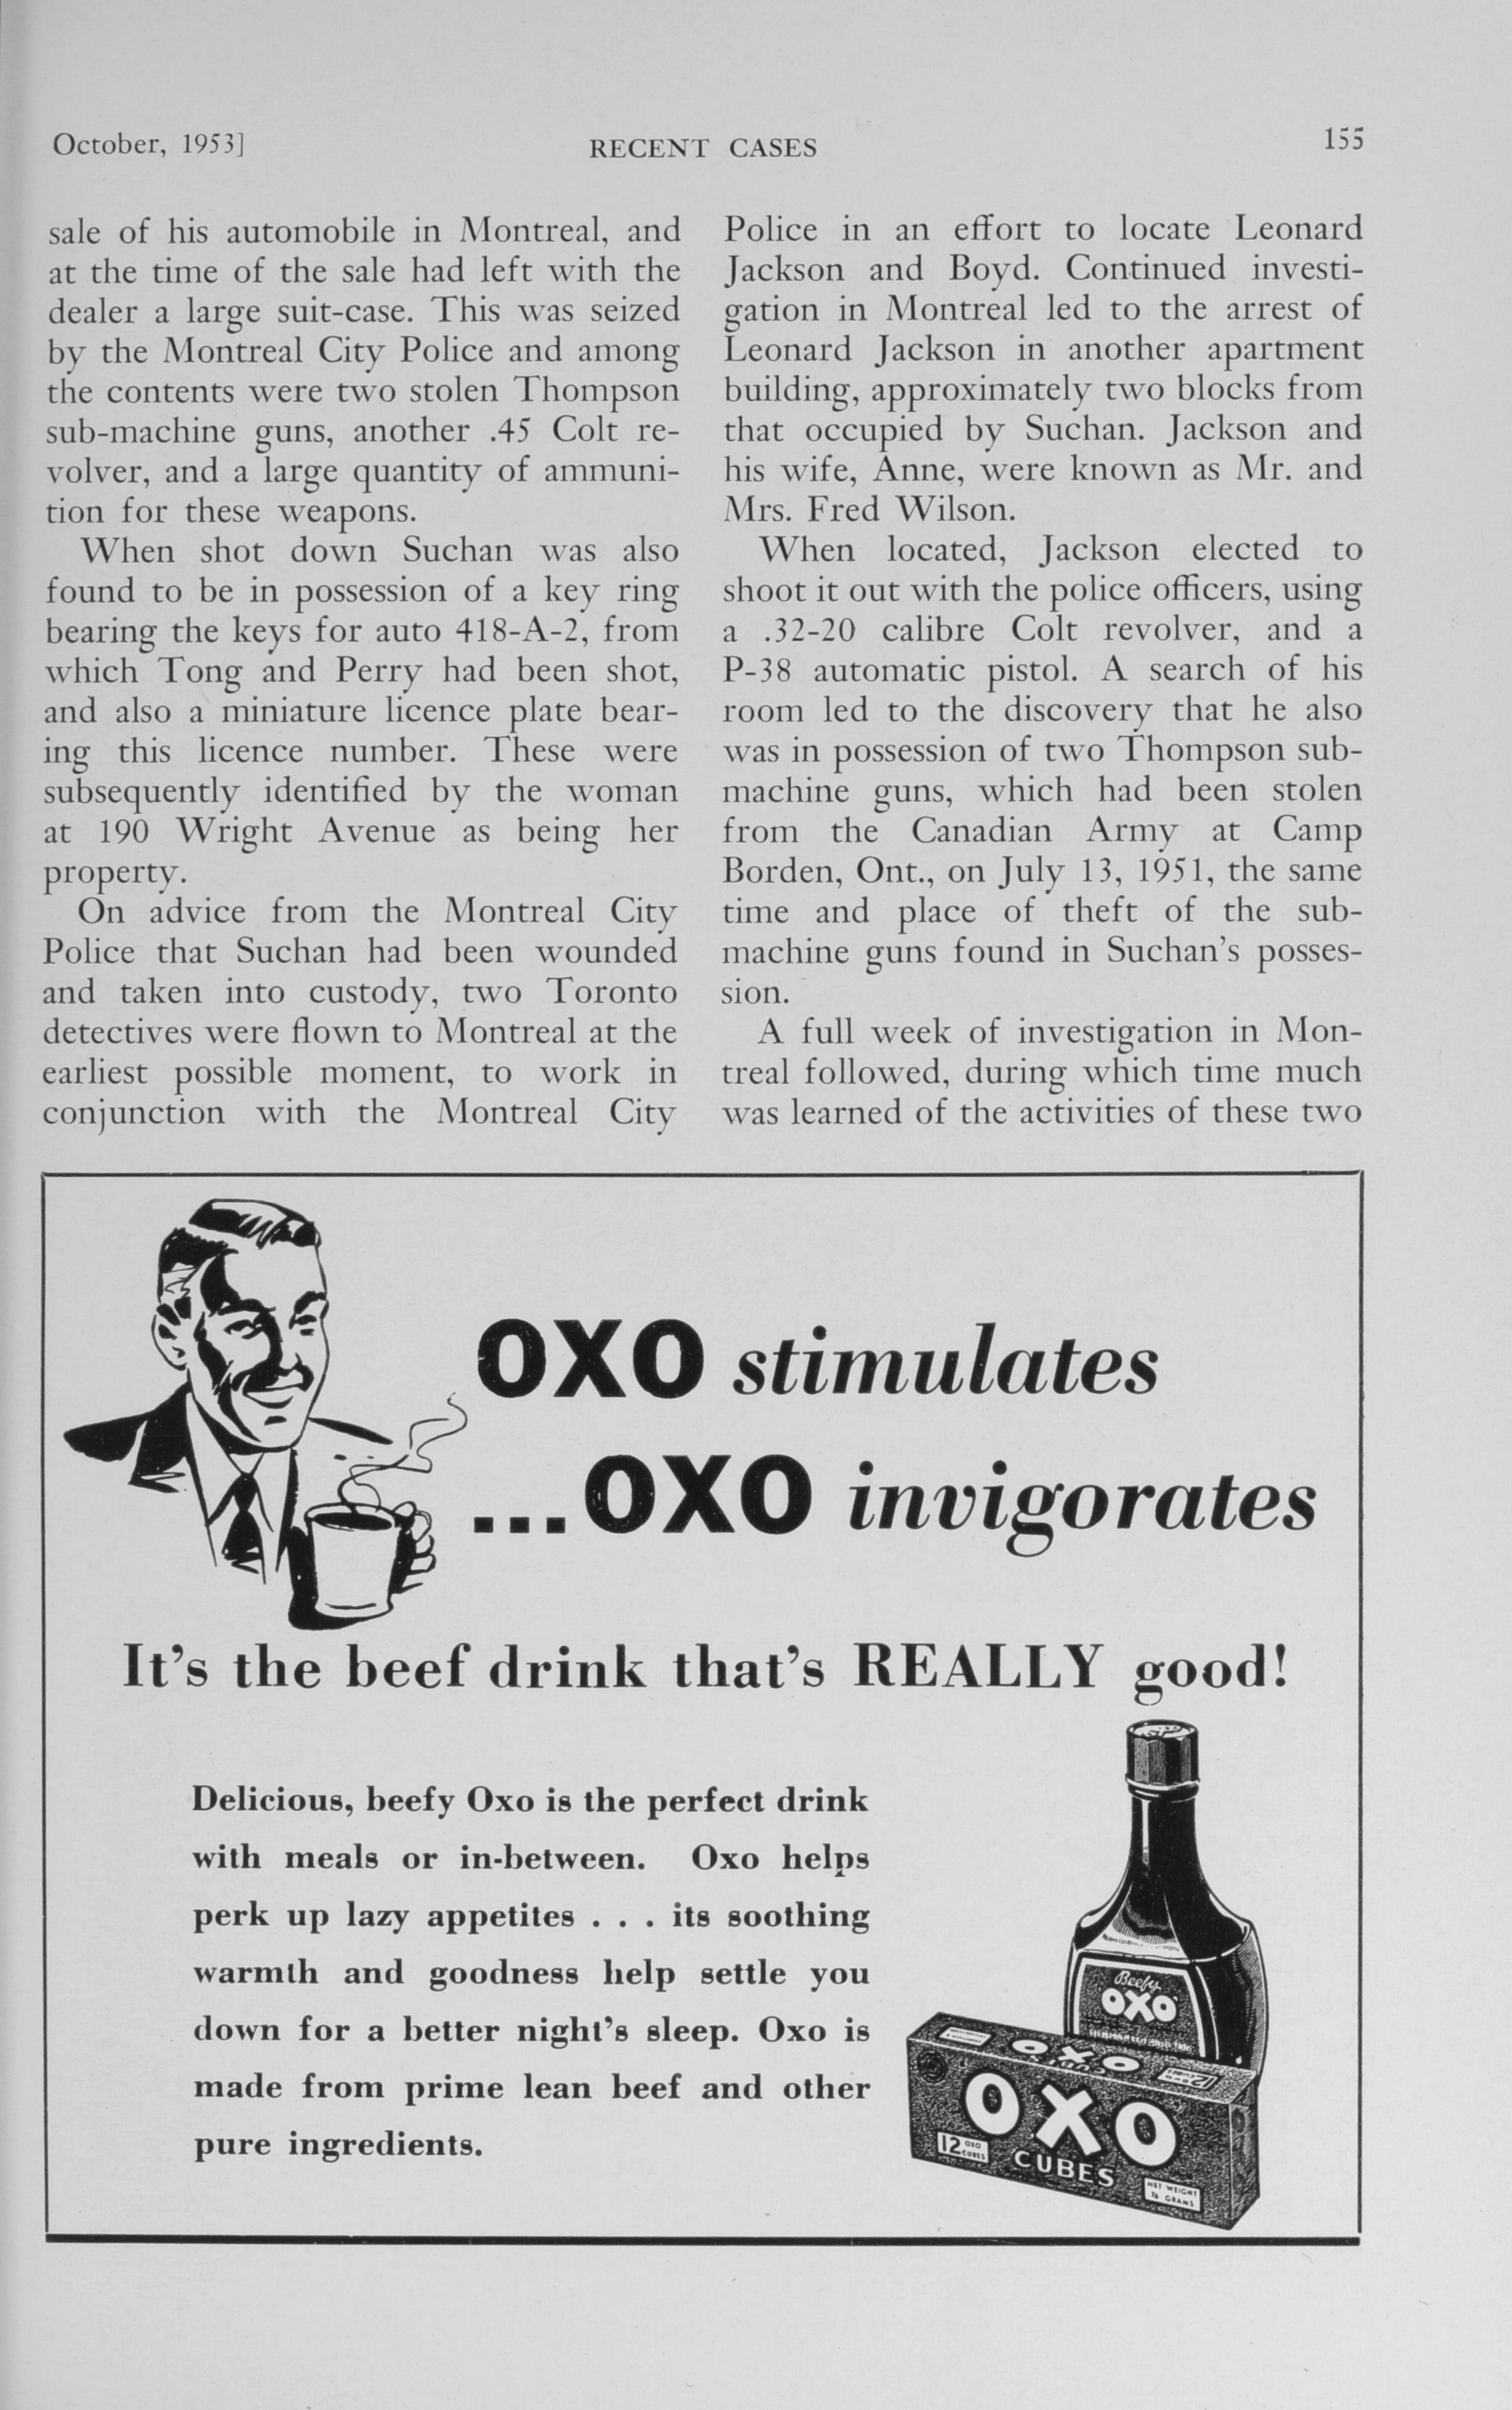 October, 1953]
RECENT CASES
155
sale of his automobile in Montreal, and
at the time of the sale had left with the
dealer a large suit-case. This was seized
by the Montreal City Police and among
the contents were two stolen Thompson
sub-machine guns, another .45 Colt re-
volver, and a large quantity of ammuni-
tion for these weapons.
When shot down Suchan was also
found to be in possession of a key ring
bearing the keys for auto 418-A-2, from
which Tong and Perry had been shot,
and also a miniature licence plate bear-
ing this licence number. These were
subsequently identified by the woman
at 190 Wright Avenue as being her
property.
On advice from the Montreal City
Police that Suchan had been wounded
and taken into custody, two Toronto
detectives were flown to Montreal at the
earliest possible moment, to work in
conjunction with the Montreal City
Police in an effort to locate Leonard
Jackson and Boyd. Continued investi-
gation in Montreal led to the arrest of
Leonard Jackson in another apartment
building, approximately two blocks from
that occupied by Suchan. Jackson and
his wife, Anne, were known as Mr. and
Mrs. Fred Wilson.
When located, Jackson elected to
shoot it out with the police officers, using
a .32-20 calibre Colt revolver, and a
P-38 automatic pistol. A search of his
room led to the discovery that he also
was in possession of two Thompson sub-
machine guns, which had been stolen
from the Canadian Army at Camp
Borden, Ont., on July 13, 1951, the same
time and place of theft of the sub-
machine guns found in Suchan's posses-
sion.
A full week of investigation in Mon-
treal followed, during which time much
was learned of the activities of these two
OXO stimulates
...OXO invigorates
It's the beef drink that's REALLY good!
Delicious, beefy Oxo is the perfect drink
with meals or in-between. Oxo helps
perk up lazy appetites . . . its soothing
warmth and goodness help settle you
down for a better night's sleep. Oxo is
made from prime lean beef and other
pure ingredients.
Beefy
OXO
OXO
CUBES
OXO
12 OXO
CUBES
CUBES
NET WEIGHT
GRAMS